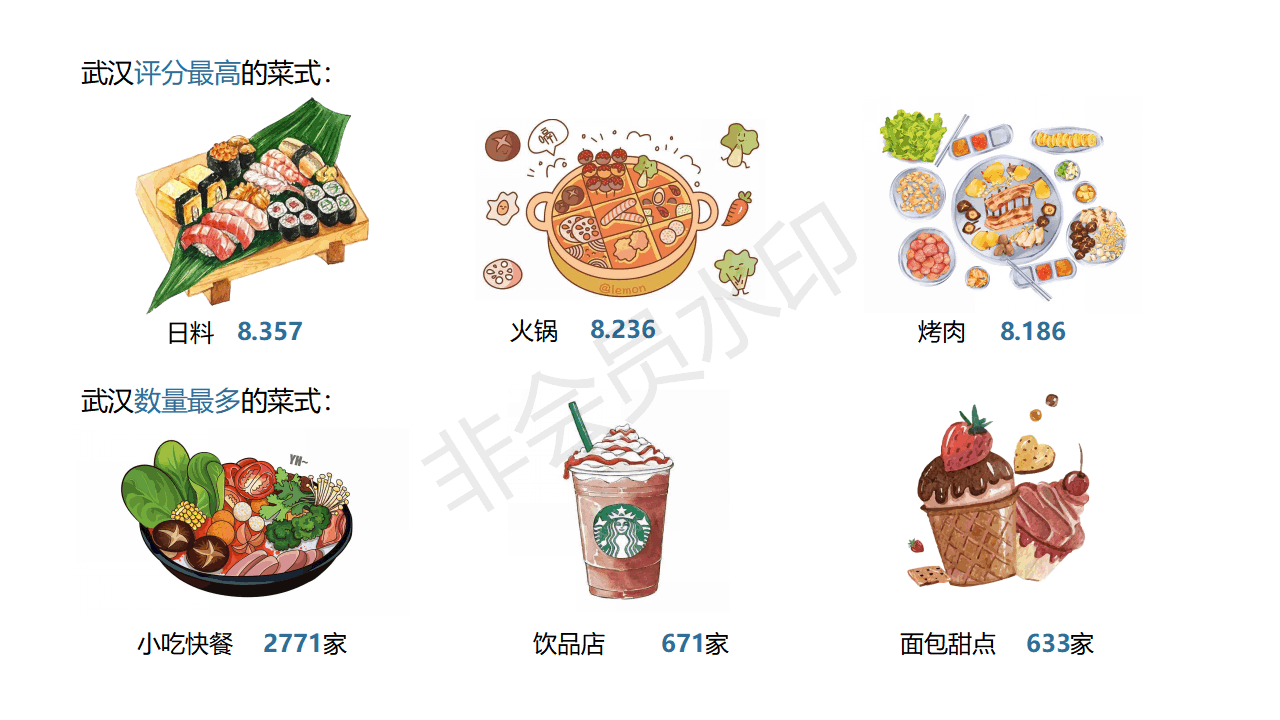 武汉评分最高的菜式：
嗝
@lemon
日料 8.357
火锅 8.236
烤肉 8.186
非会员水印
武汉数量最多的菜式：
YH~
小吃快餐 2771家
饮品店 671家
面包甜点 633家